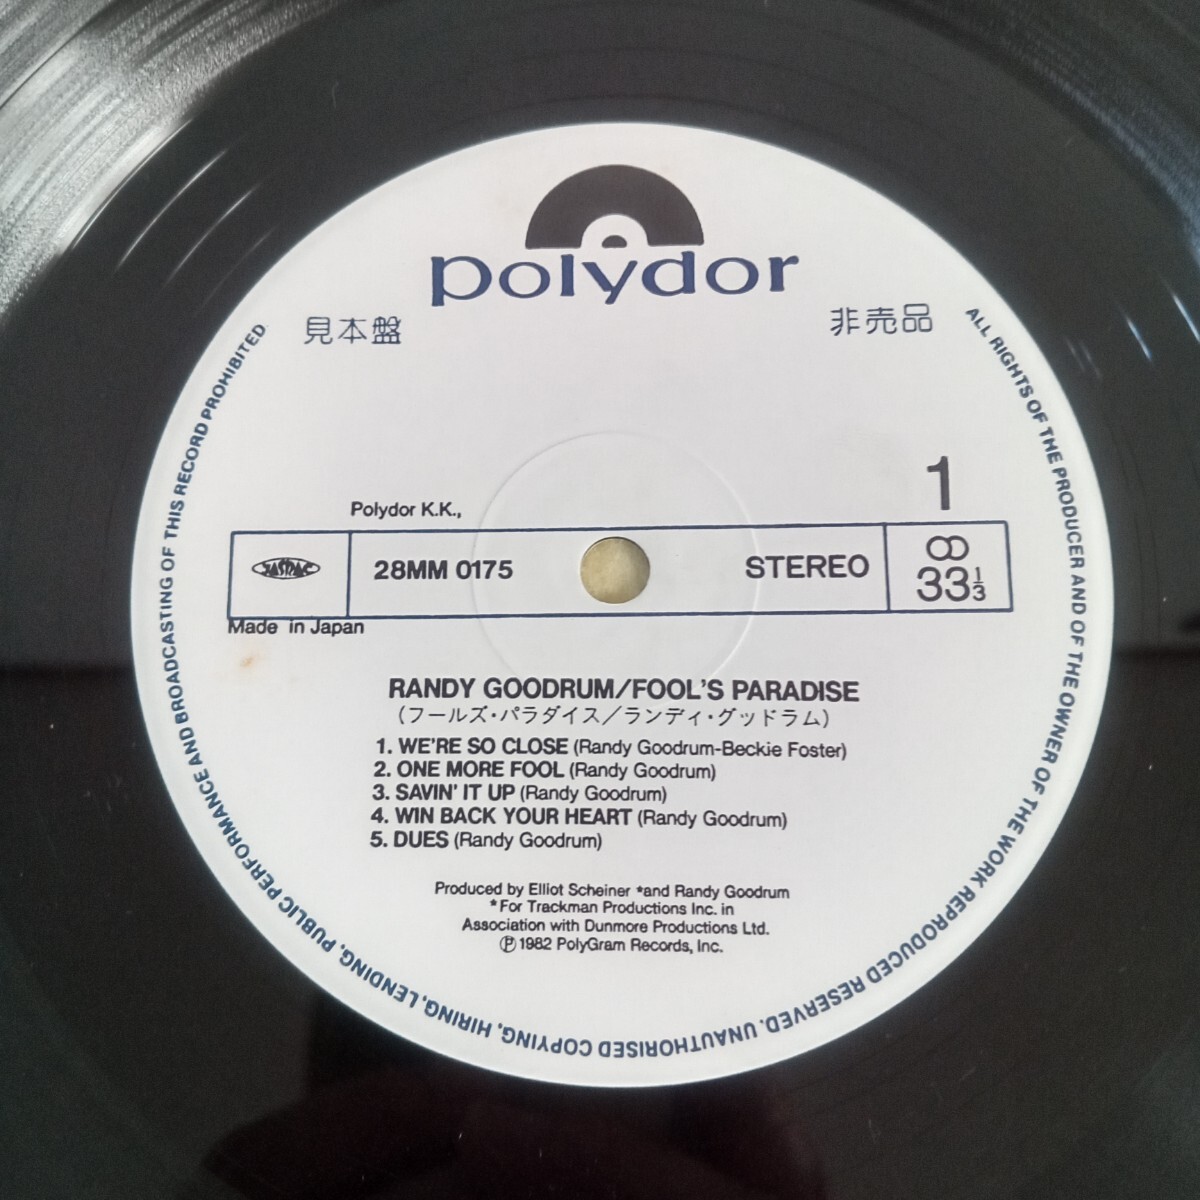 polydor
見本盤
非売品
1
Polydor K.K.,
JASRAC
28MM 0175
STEREO
33⅓
Made in Japan
RANDY GOODRUM/FOOL'S PARADISE
(フールズ・パラダイス/ランディ・グッドラム)
1. WE'RE SO CLOSE (Randy Goodrum-Beckie Foster)
2. ONE MORE FOOL (Randy Goodrum)
3. SAVIN' IT UP (Randy Goodrum)
4. WIN BACK YOUR HEART (Randy Goodrum)
5. DUES (Randy Goodrum)
Produced by Elliot Scheiner *and Randy Goodrum
*For Trackman Productions Inc. in
Association with Dunmore Productions Ltd.
℗ 1982 PolyGram Records, Inc.
ALL RIGHTS OF THE PRODUCER AND OF THE OWNER OF THE WORK REPRODUCED RESERVED. UNAUTHORISED COPYING, HIRING, LENDING, PUBLIC PERFORMANCE AND BROADCASTING OF THIS RECORD PROHIBITED